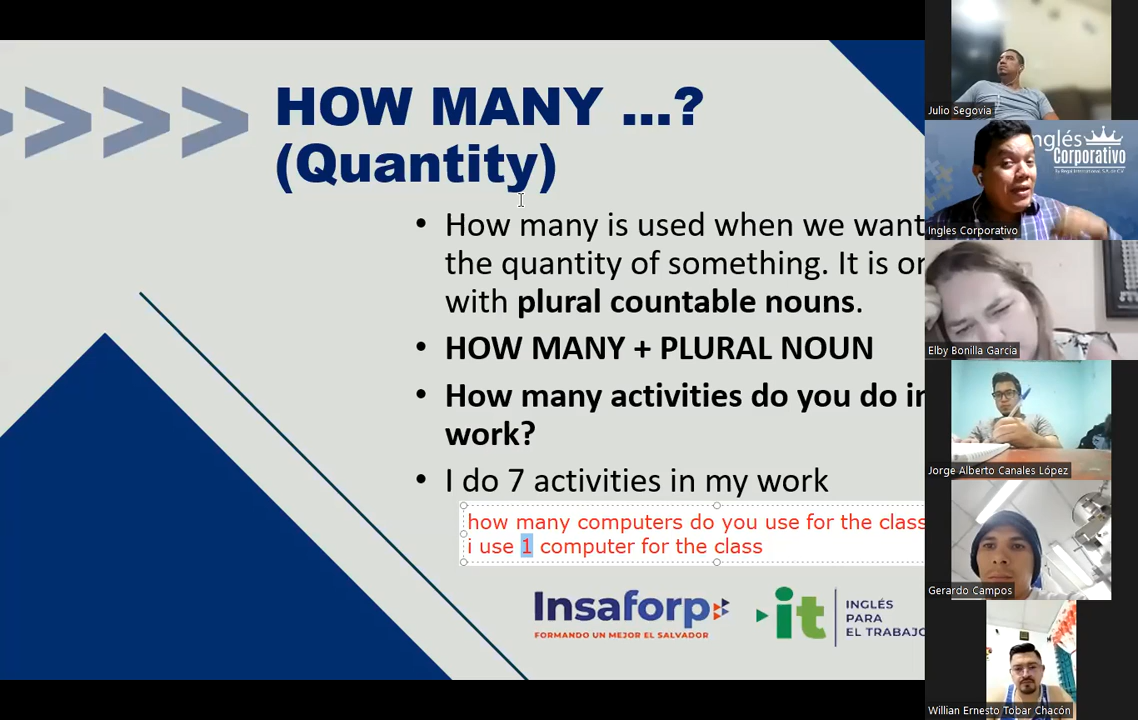 HOW MANY ...?
(Quantity)
• How many is used when we want
the quantity of something. It is
with plural countable nouns.
• HOW MANY + PLURAL NOUN
• How many activities do you do
work?
• I do 7 activities in my work
how many computers do you use for the class
i use 1 computer for the class
Insaforp
FORMANDO UN MEJOR EL SALVADOR
it
INGLÉS
PARA
EL TRABAJO
Julio Segovia
Inglés
Corporativo
Ingles Corporativo
Elby Bonilla Garcia
Jorge Alberto Canales López
Gerardo Campos
Willian Ernesto Tobar Chacón